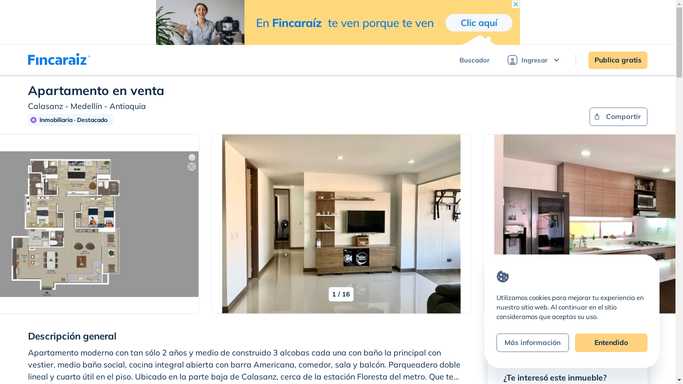 En Fincaraíz te ven porque te ven
Clic aquí
Fincaraiz
Buscador
Ingresar
Publica gratis
Apartamento en venta
Calasanz - Medellín - Antioquia
Inmobiliaria · Destacado
Compartir
1 / 16
Utilizamos cookies para mejorar tu experiencia en
nuestro sitio web. Al continuar en el sitio
consideramos que aceptas su uso.
Más información
Entendido
Descripción general
Apartamento moderno con tan sólo 2 años y medio de construido 3 alcobas cada una con baño la principal con
vestier, medio baño social, cocina integral abierta con barra Americana, comedor, sala y balcón. Parqueadero doble
lineal y cuarto útil en el piso. Ubicado en la parte baja de Calasanz, cerca de la estación Floresta del metro. Que te...
¿Te interesó este inmueble?